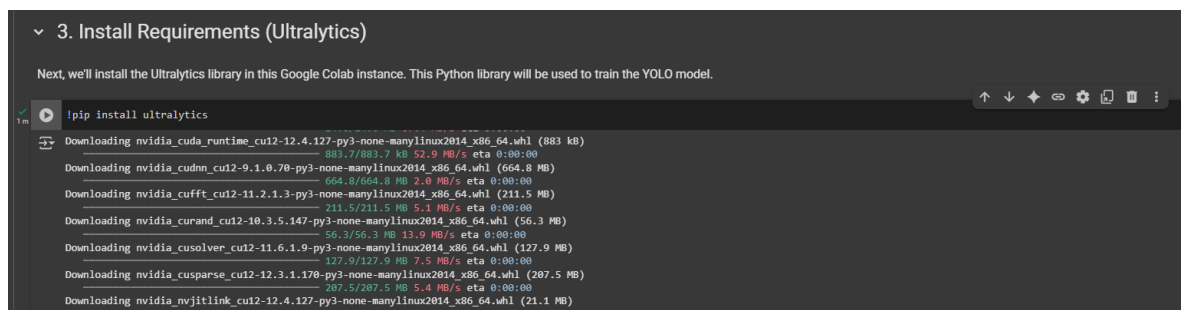 3. Install Requirements (Ultralytics)
Next, we'll install the Ultralytics library in this Google Colab instance. This Python library will be used to train the YOLO model.
1m
!pip install ultralytics
Downloading nvidia_cuda_runtime_cu12-12.4.127-py3-none-manylinux2014_x86_64.whl (883 kB)
883.7/883.7 kB 52.9 MB/s eta 0:00:00
Downloading nvidia_cudnn_cu12-9.1.0.70-py3-none-manylinux2014_x86_64.whl (664.8 MB)
664.8/664.8 MB 2.0 MB/s eta 0:00:00
Downloading nvidia_cufft_cu12-11.2.1.3-py3-none-manylinux2014_x86_64.whl (211.5 MB)
211.5/211.5 MB 5.1 MB/s eta 0:00:00
Downloading nvidia_curand_cu12-10.3.5.147-py3-none-manylinux2014_x86_64.whl (56.3 MB)
56.3/56.3 MB 13.9 MB/s eta 0:00:00
Downloading nvidia_cusolver_cu12-11.6.1.9-py3-none-manylinux2014_x86_64.whl (127.9 MB)
127.9/127.9 MB 7.5 MB/s eta 0:00:00
Downloading nvidia_cusparse_cu12-12.3.1.170-py3-none-manylinux2014_x86_64.whl (207.5 MB)
207.5/207.5 MB 5.4 MB/s eta 0:00:00
Downloading nvidia_nvjitlink_cu12-12.4.127-py3-none-manylinux2014_x86_64.whl (21.1 MB)